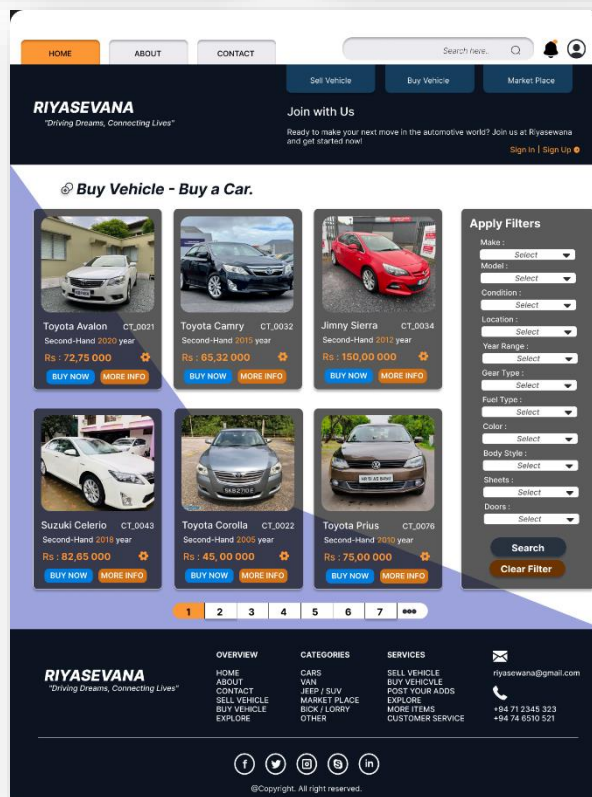 HOME
ABOUT
CONTACT
Search here..
Sell Vehicle
Buy Vehicle
Market Place
RIYASEVANA
"Driving Dreams, Connecting Lives"
Join with Us
Ready to make your next move in the automotive world? Join us at Riyasewana
and get started now!
Sign In | Sign Up
Buy Vehicle - Buy a Car.
Toyota Avalon CT_0021
Second-Hand 2020 year
Rs : 72,75 000
BUY NOW MORE INFO
Toyota Camry CT_0032
Second-Hand 2015 year
Rs : 65,32 000
BUY NOW MORE INFO
Jimny Sierra CT_0034
Second-Hand 2012 year
Rs : 150,00 000
BUY NOW MORE INFO
Suzuki Celerio CT_0043
Second-Hand 2018 year
Rs : 82,65 000
BUY NOW MORE INFO
Toyota Corolla CT_0022
Second-Hand 2005 year
Rs : 45, 00 000
BUY NOW MORE INFO
Toyota Prius CT_0076
Second-Hand 2010 year
Rs : 75,00 000
BUY NOW MORE INFO
Apply Filters
Make :
Select
Model :
Select
Condition :
Select
Location :
Select
Year Range :
Select
Gear Type :
Select
Fuel Type :
Select
Color :
Select
Body Style :
Select
Sheets :
Select
Doors :
Select
Search
Clear Filter
1 2 3 4 5 6 7
RIYASEVANA
"Driving Dreams, Connecting Lives"
OVERVIEW
HOME
ABOUT
CONTACT
SELL VEHICLE
BUY VEHICLE
EXPLORE
CATEGORIES
CARS
VAN
JEEP / SUV
MARKET PLACE
BICK / LORRY
OTHER
SERVICES
SELL VEHICLE
BUY VEHICVLE
POST YOUR ADDS
EXPLORE
MORE ITEMS
CUSTOMER SERVICE
riyasewana@gmail.com
+94 71 2345 323
+94 74 6510 521
@Copyright. All right reserved.